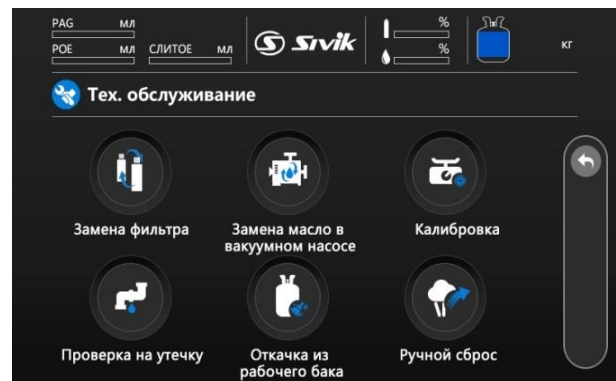 PAG мл
POE мл СЛИТОЕ мл
S Sivik
%
%
кг
Тех. обслуживание
Замена фильтра
Замена масло в
вакуумном насосе
Калибровка
Проверка на утечку
Откачка из
рабочего бака
Ручной сброс